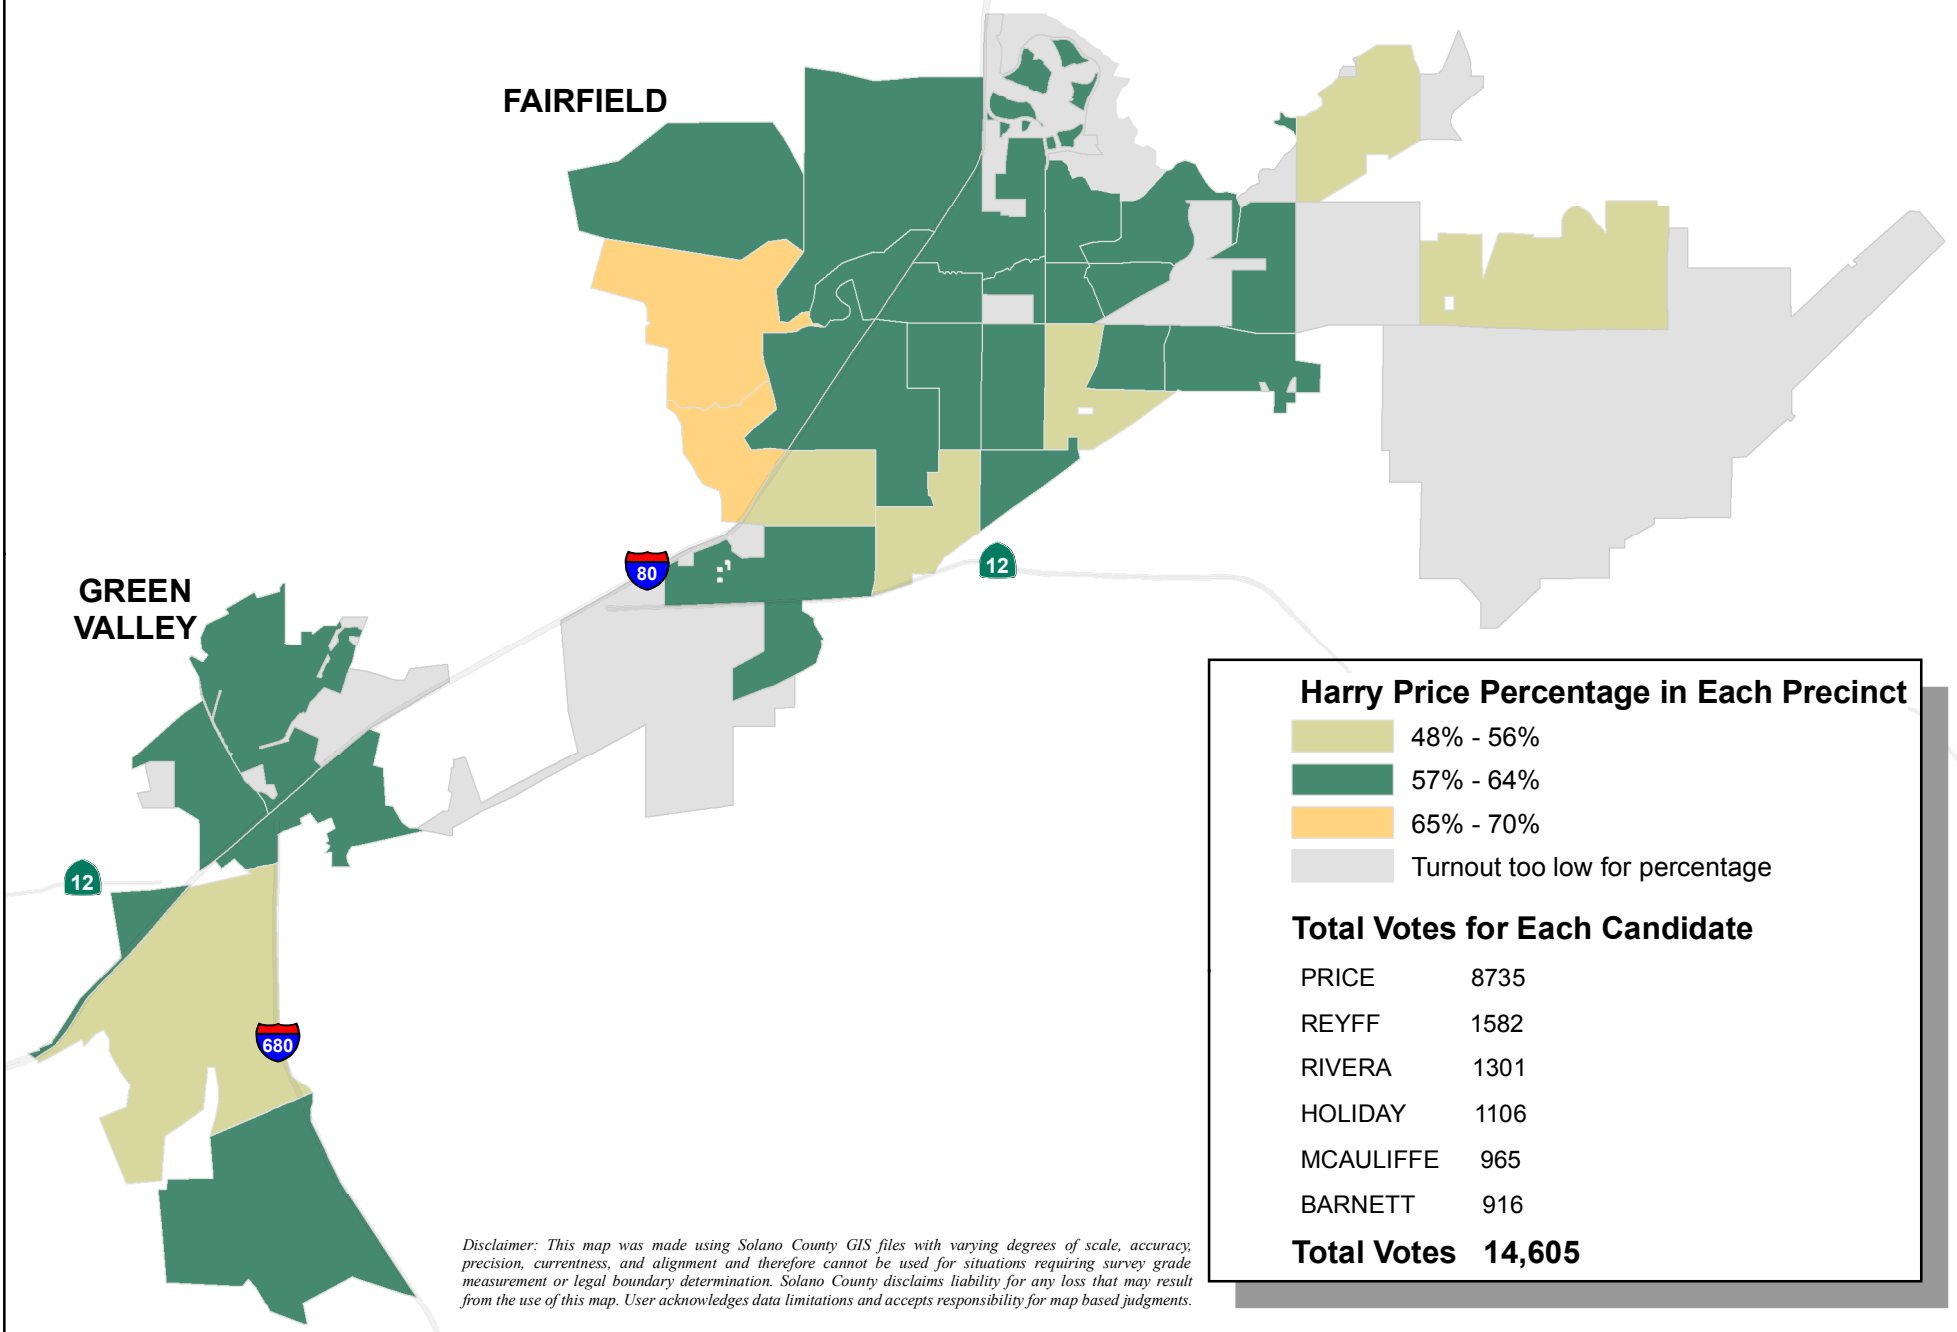 FAIRFIELD
80
12
GREEN
VALLEY
12
680
Harry Price Percentage in Each Precinct
48% - 56%
57% - 64%
65% - 70%
Turnout too low for percentage
Total Votes for Each Candidate
PRICE 8735
REYFF 1582
RIVERA 1301
HOLIDAY 1106
MCAULIFFE 965
BARNETT 916
Total Votes 14,605
Disclaimer: This map was made using Solano County GIS files with varying degrees of scale, accuracy,
precision, currentness, and alignment and therefore cannot be used for situations requiring survey grade
measurement or legal boundary determination. Solano County disclaims liability for any loss that may result
from the use of this map. User acknowledges data limitations and accepts responsibility for map based judgments.